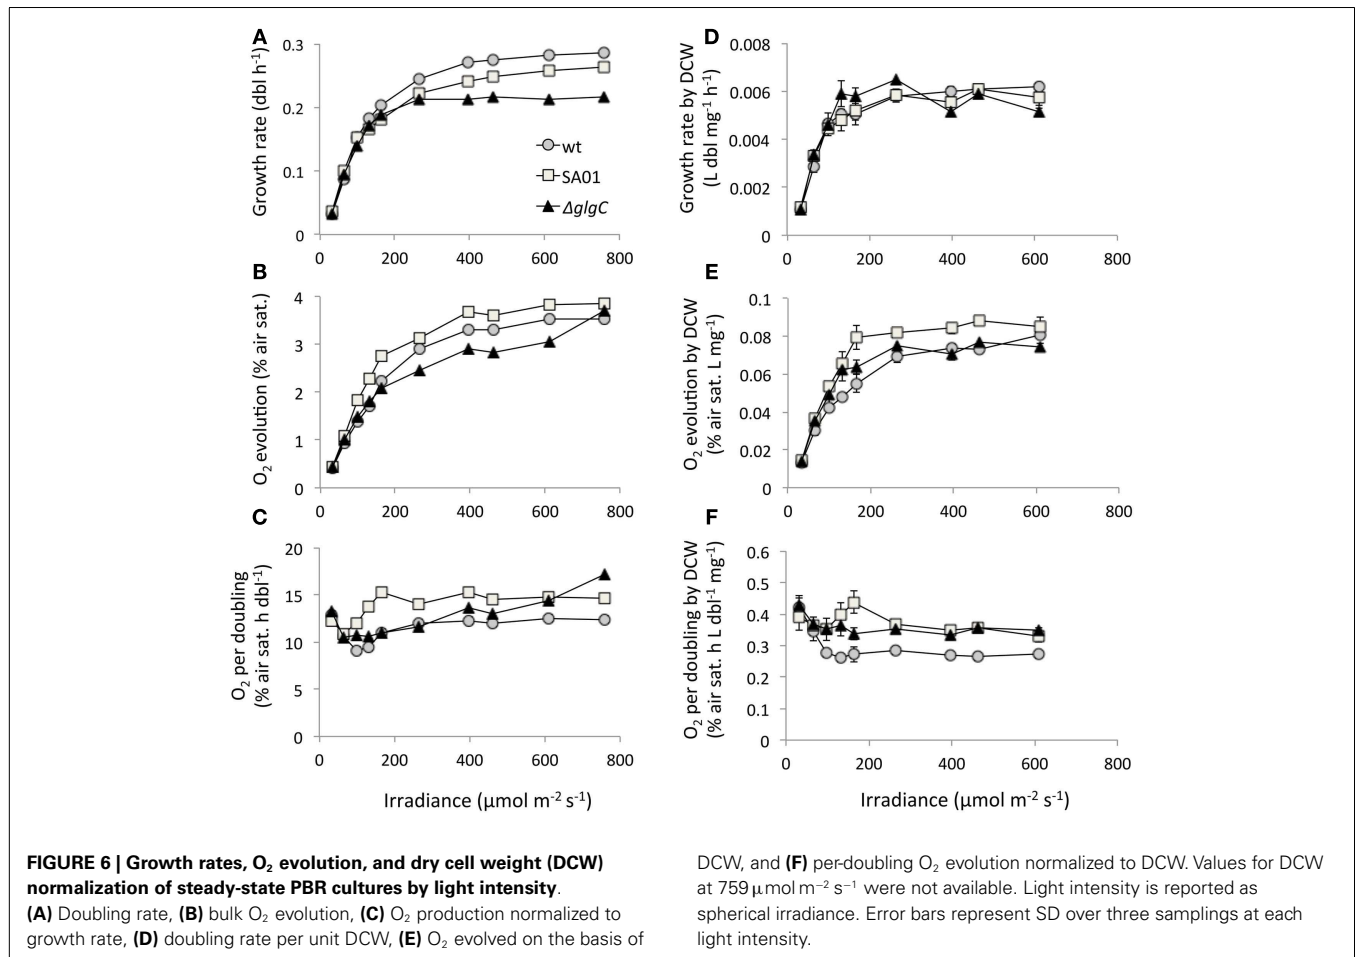 A
Growth rate (dbl h⁻¹)
0.3
0.2
0.1
0
0 200 400 600 800
wt
SA01
ΔglgC
B
O₂ evolution (% air sat.)
4
3
2
1
0
0 200 400 600 800
C
O₂ per doubling
(% air sat. h dbl⁻¹)
20
15
10
5
0
0 200 400 600 800
Irradiance (μmol m⁻² s⁻¹)
D
Growth rate by DCW
(L dbl mg⁻¹ h⁻¹)
0.008
0.006
0.004
0.002
0
0 200 400 600 800
E
O₂ evolution by DCW
(% air sat. L mg⁻¹)
0.1
0.08
0.06
0.04
0.02
0
0 200 400 600 800
F
O₂ per doubling by DCW
(% air sat. h L dbl⁻¹ mg⁻¹)
0.6
0.5
0.4
0.3
0.2
0.1
0
0 200 400 600 800
Irradiance (μmol m⁻² s⁻¹)
FIGURE 6 | Growth rates, O₂ evolution, and dry cell weight (DCW)
normalization of steady-state PBR cultures by light intensity.
(A) Doubling rate, (B) bulk O₂ evolution, (C) O₂ production normalized to
growth rate, (D) doubling rate per unit DCW, (E) O₂ evolved on the basis of
DCW, and (F) per-doubling O₂ evolution normalized to DCW. Values for DCW
at 759 μmol m⁻² s⁻¹ were not available. Light intensity is reported as
spherical irradiance. Error bars represent SD over three samplings at each
light intensity.